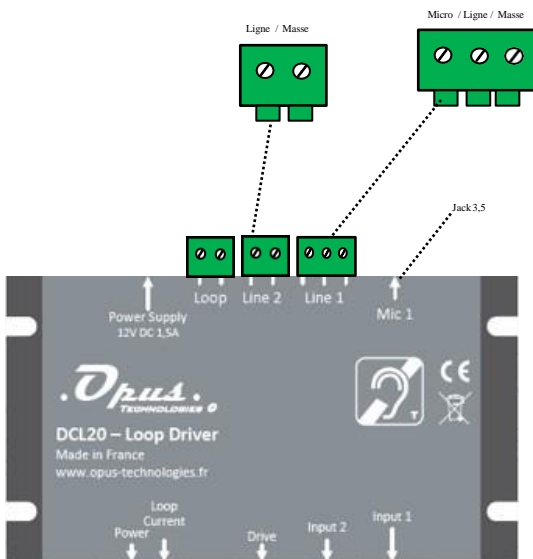 Ligne / Masse
Micro / Ligne / Masse
Jack3,5
Loop
Line 2
Line 1
Mic 1
Power Supply
12V DC 1,5A
.Opus.
TECHNOLOGIES ©
CE
T
DCL20 – Loop Driver
Made in France
www.opus-technologies.fr
Power
Loop
Current
Drive
Input 2
Input 1